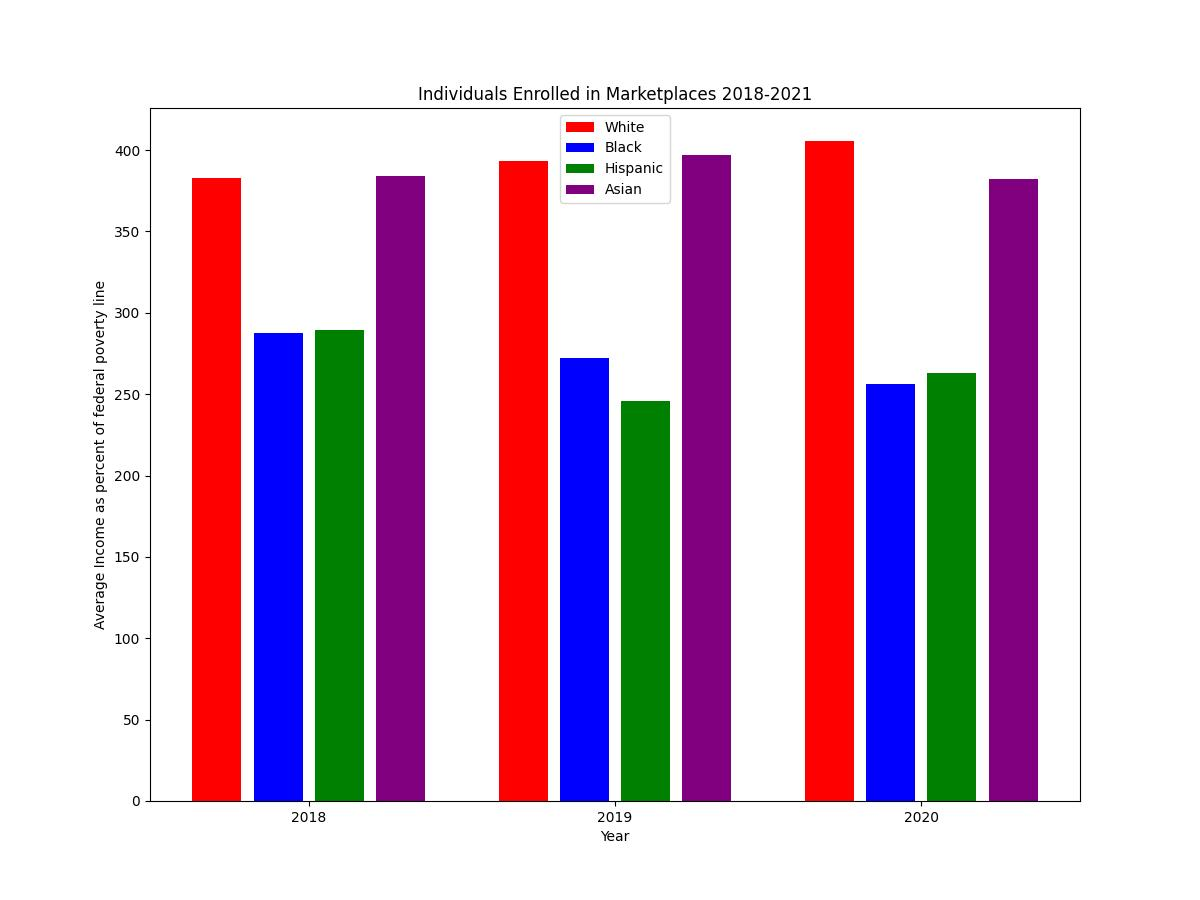 Individuals Enrolled in Marketplaces 2018-2021
White
Black
Hispanic
Asian
Average Income as percent of federal poverty line
400
350
300
250
200
150
100
50
0
2018
2019
2020
Year